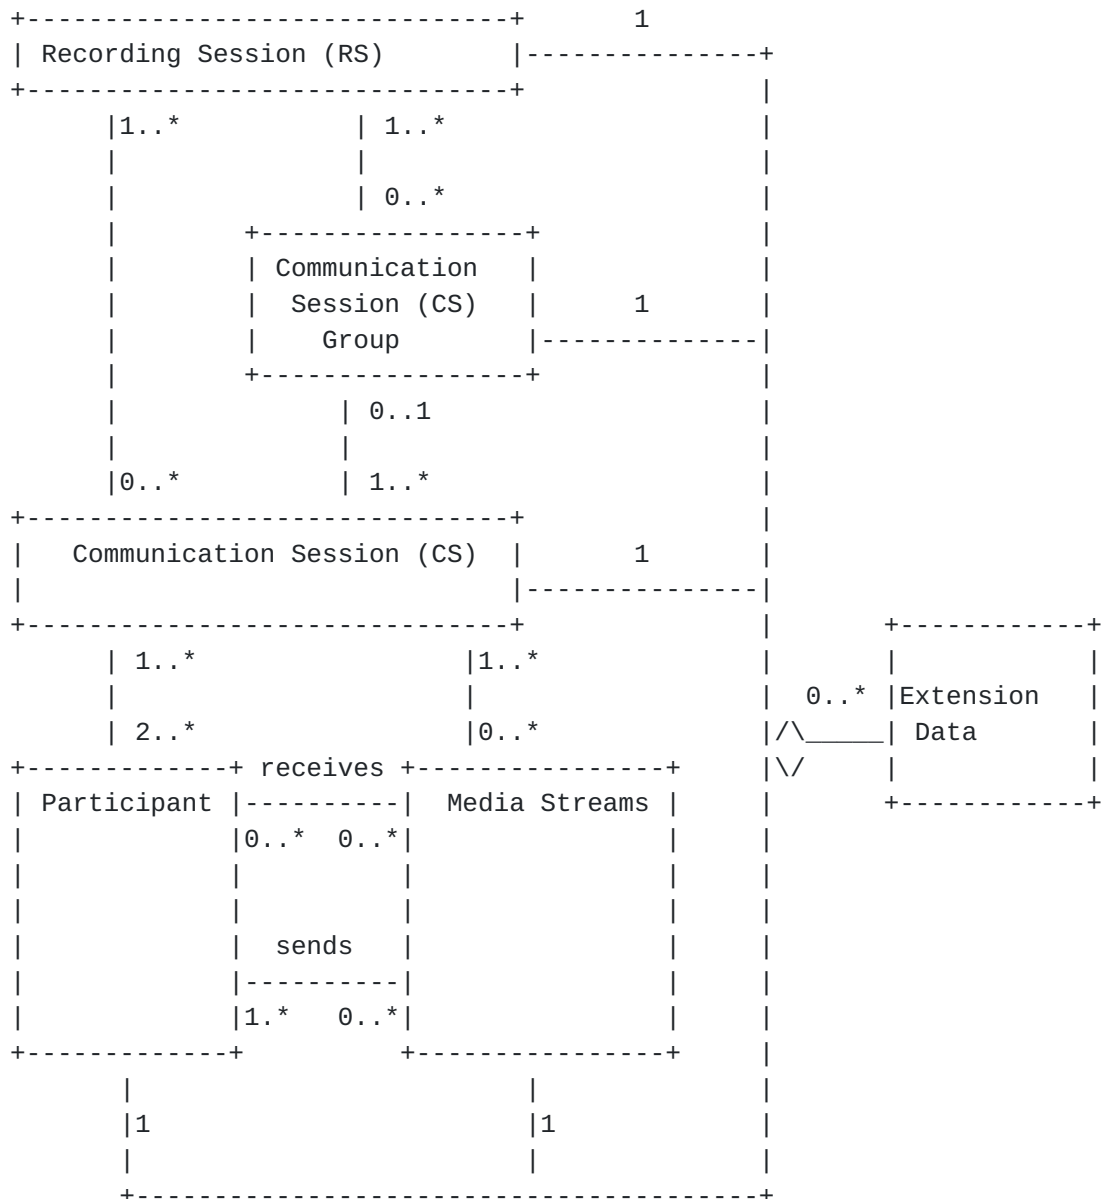 1
Recording Session (RS)
1..* 1..*
0..*
Communication
Session (CS) 1
Group
0..1
0..* 1..*
Communication Session (CS) 1
1..* 1..*
0..* Extension
2..* 0..* Data
receives
Participant Media Streams
0..* 0..*
sends
1.* 0..*
1 1